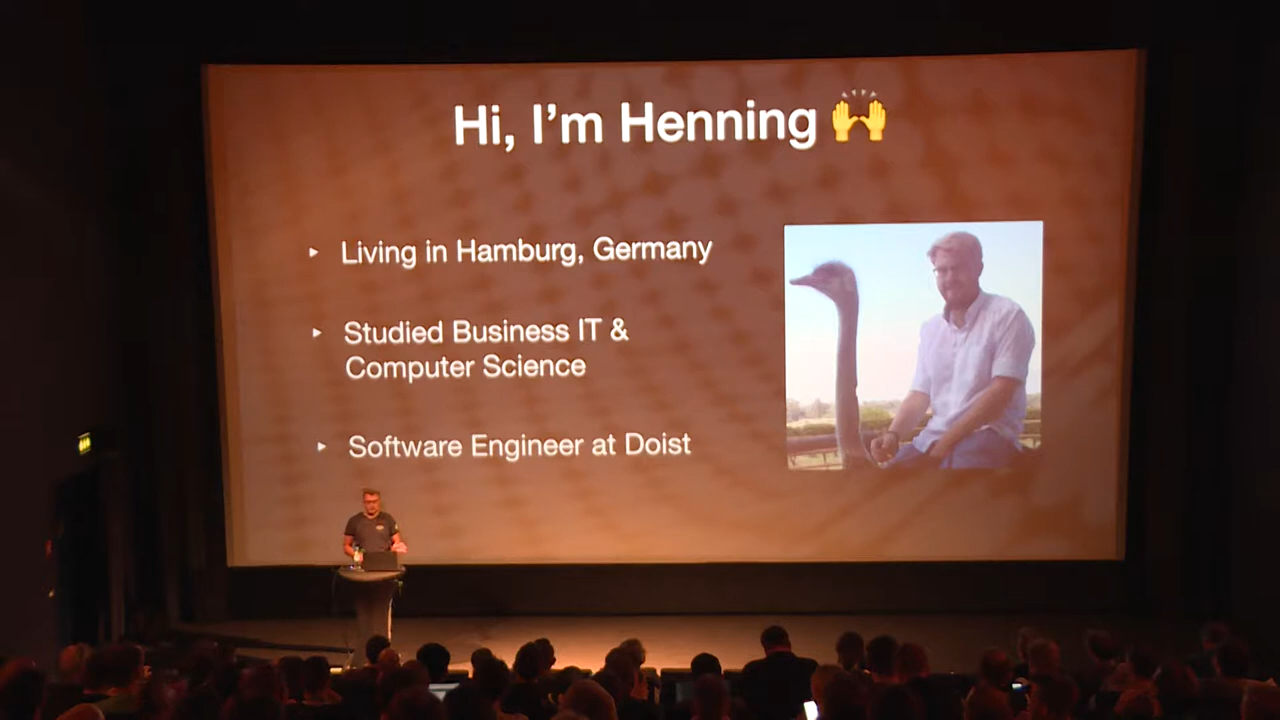 Hi, I'm Henning 🙌
Living in Hamburg, Germany
Studied Business IT &
Computer Science
Software Engineer at Doist